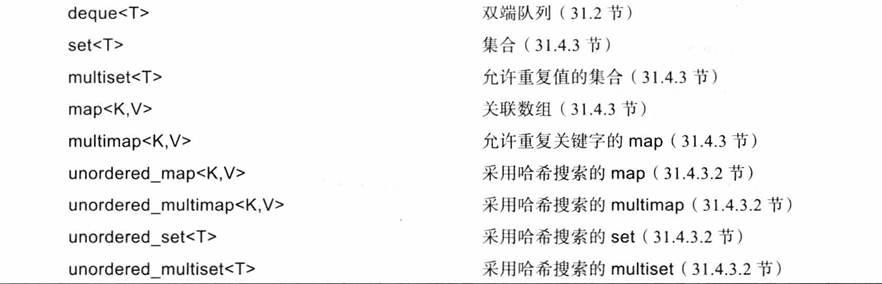 deque<T> 双端队列（31.2 节）
set<T> 集合（31.4.3 节）
multiset<T> 允许重复值的集合（31.4.3 节）
map<K,V> 关联数组（31.4.3 节）
multimap<K,V> 允许重复关键字的 map（31.4.3 节）
unordered_map<K,V> 采用哈希搜索的 map（31.4.3.2 节）
unordered_multimap<K,V> 采用哈希搜索的 multimap（31.4.3.2 节）
unordered_set<T> 采用哈希搜索的 set（31.4.3.2 节）
unordered_multiset<T> 采用哈希搜索的 multiset（31.4.3.2 节）